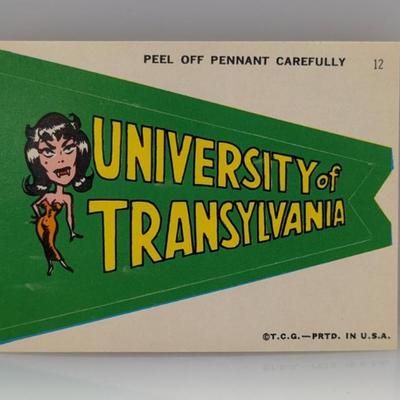 PEEL OFF PENNANT CAREFULLY 12
UNIVERSITY of
TRANSYLVANIA
©T.C.G.—PRTD. IN U.S.A.